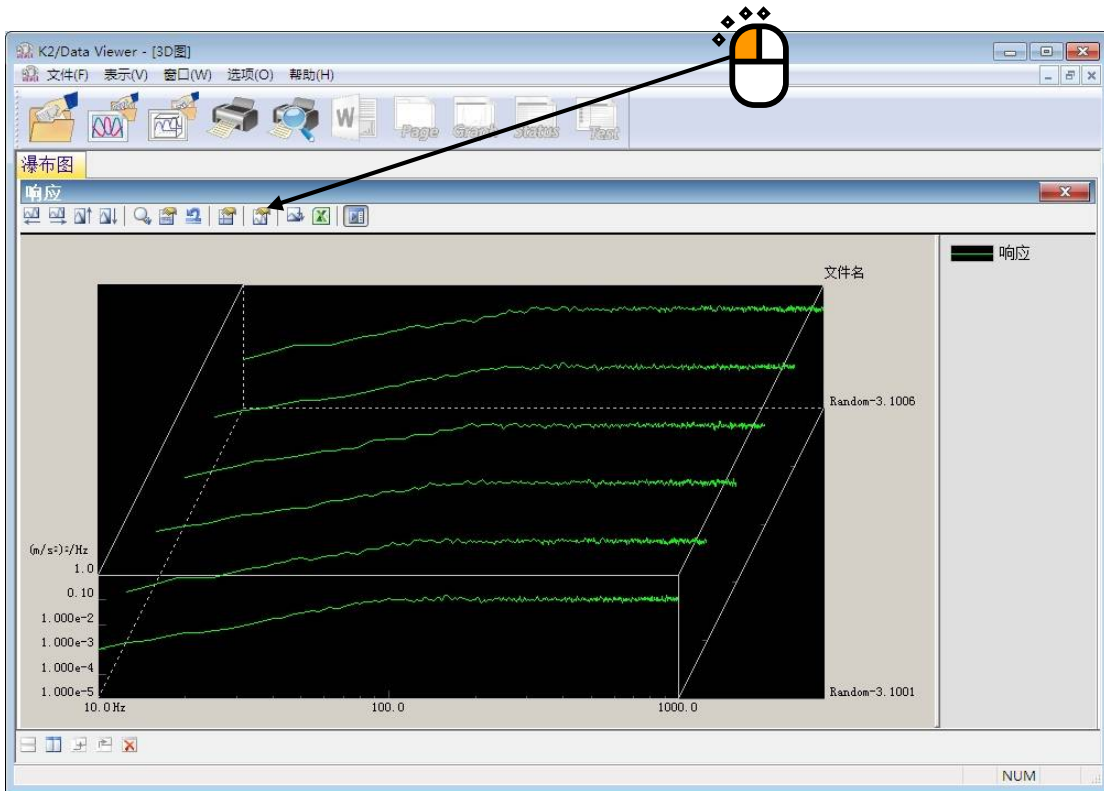 K2/Data Viewer - [3D图]
文件(F) 表示(V) 窗口(W) 选项(O) 帮助(H)
W Page Graph Status Test
瀑布图
响应
响应
文件名
Random-3.1006
(m/s²)²/Hz
1.0
0.10
1.000e-2
1.000e-3
1.000e-4
1.000e-5
Random-3.1001
10.0Hz 100.0 1000.0
NUM